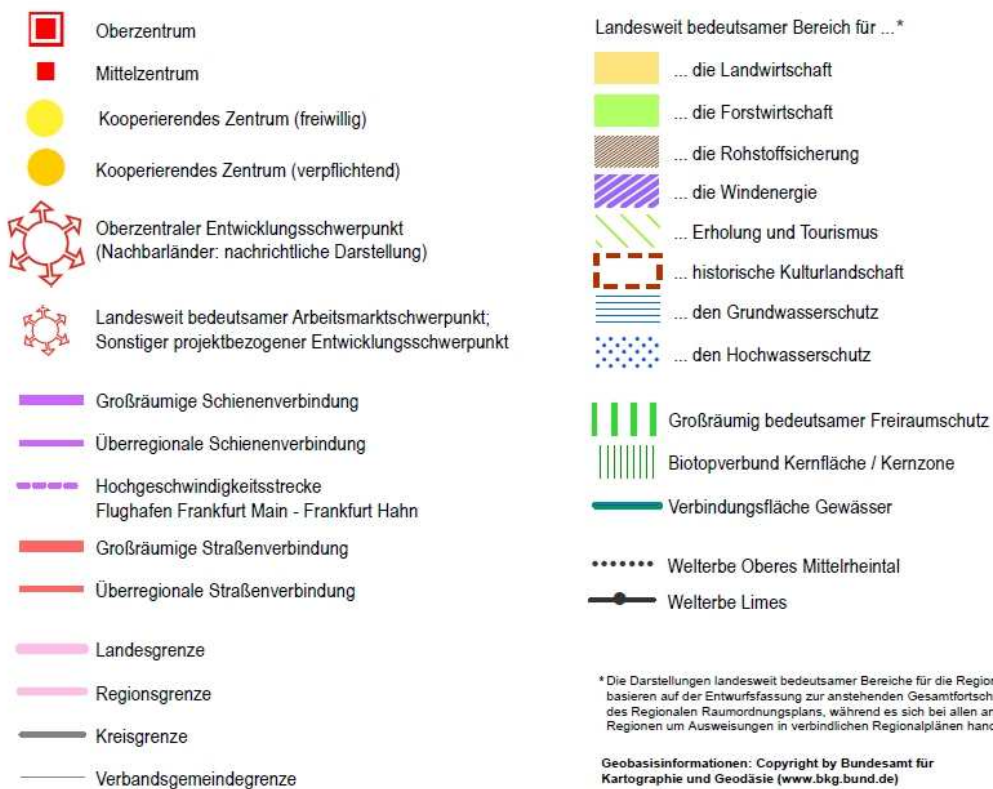 Oberzentrum
Mittelzentrum
Kooperierendes Zentrum (freiwillig)
Kooperierendes Zentrum (verpflichtend)
Oberzentraler Entwicklungsschwerpunkt
(Nachbarländer: nachrichtliche Darstellung)
Landesweit bedeutsamer Arbeitsmarktschwerpunkt;
Sonstiger projektbezogener Entwicklungsschwerpunkt
Großräumige Schienenverbindung
Überregionale Schienenverbindung
Hochgeschwindigkeitsstrecke
Flughafen Frankfurt Main - Frankfurt Hahn
Großräumige Straßenverbindung
Überregionale Straßenverbindung
Landesgrenze
Regionsgrenze
Kreisgrenze
Verbandsgemeindegrenze
Landesweit bedeutsamer Bereich für ...*
... die Landwirtschaft
... die Forstwirtschaft
... die Rohstoffsicherung
... die Windenergie
... Erholung und Tourismus
... historische Kulturlandschaft
... den Grundwasserschutz
... den Hochwasserschutz
Großräumig bedeutsamer Freiraumschutz
Biotopverbund Kernfläche / Kernzone
Verbindungsfläche Gewässer
Welterbe Oberes Mittelrheintal
Welterbe Limes
* Die Darstellungen landesweit bedeutsamer Bereiche für die Region
basieren auf der Entwurfsfassung zur anstehenden Gesamtfortsch
des Regionalen Raumordnungsplans, während es sich bei allen an
Regionen um Ausweisungen in verbindlichen Regionalplänen hand
Geobasisinformationen: Copyright by Bundesamt für
Kartographie und Geodäsie (www.bkg.bund.de)